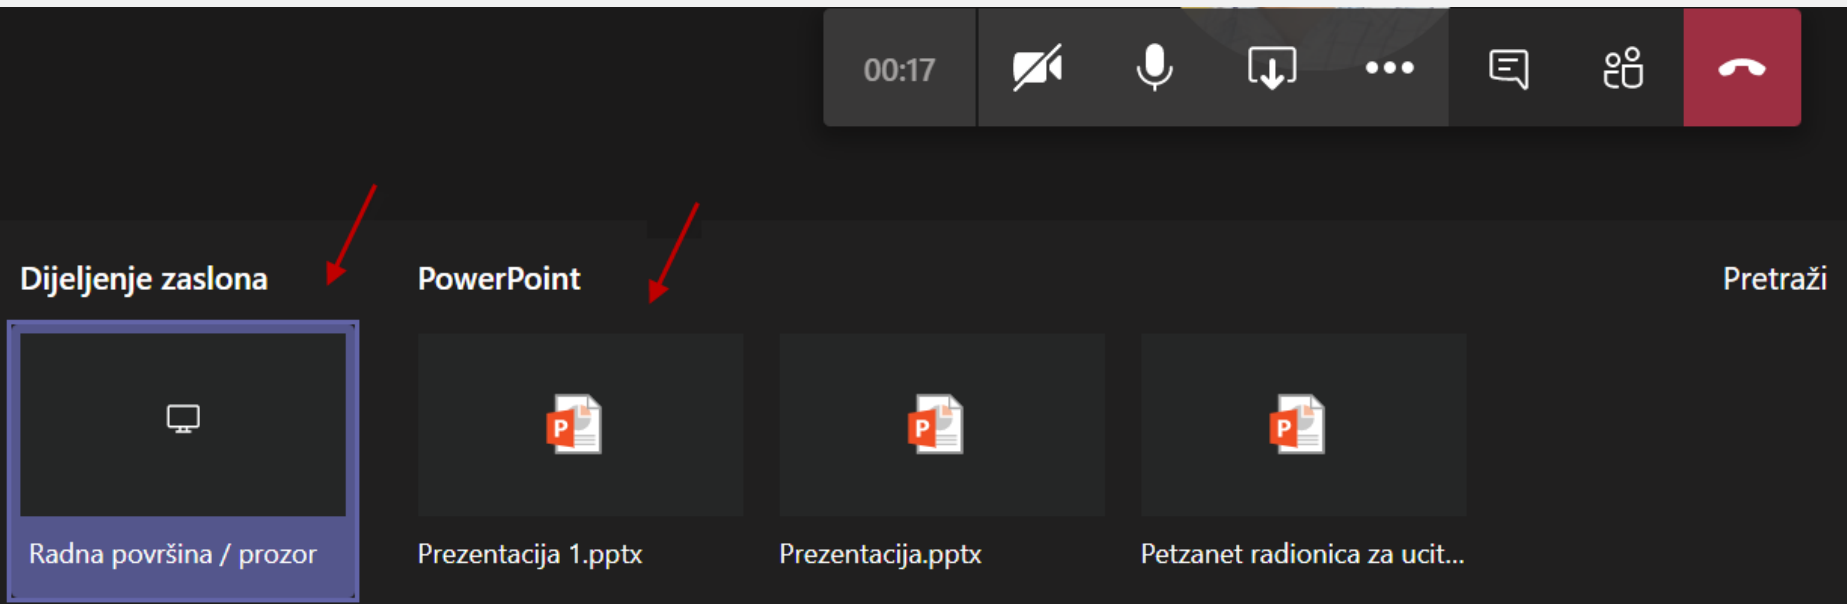 00:17
Dijeljenje zaslona
PowerPoint
Pretraži
P
P
P
Radna površina / prozor
Prezentacija 1.pptx
Prezentacija.pptx
Petzanet radionica za ucit...